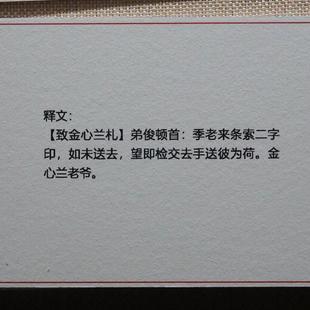 释文：
【致金心兰札】弟俊顿首：季老来条索二字
印，如未送去，望即检交去手送彼为荷。金
心兰老爷。